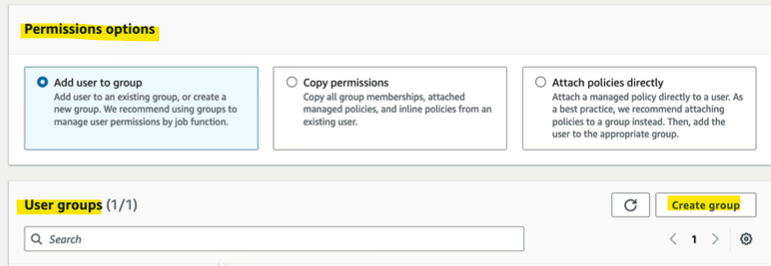 Permissions options
Add user to group
Add user to an existing group, or create a
new group. We recommend using groups to
manage user permissions by job function.
Copy permissions
Copy all group memberships, attached
managed policies, and inline policies from an
existing user.
Attach policies directly
Attach a managed policy directly to a user. As
a best practice, we recommend attaching
policies to a group instead. Then, add the
user to the appropriate group.
User groups (1/1)
Create group
Search
1